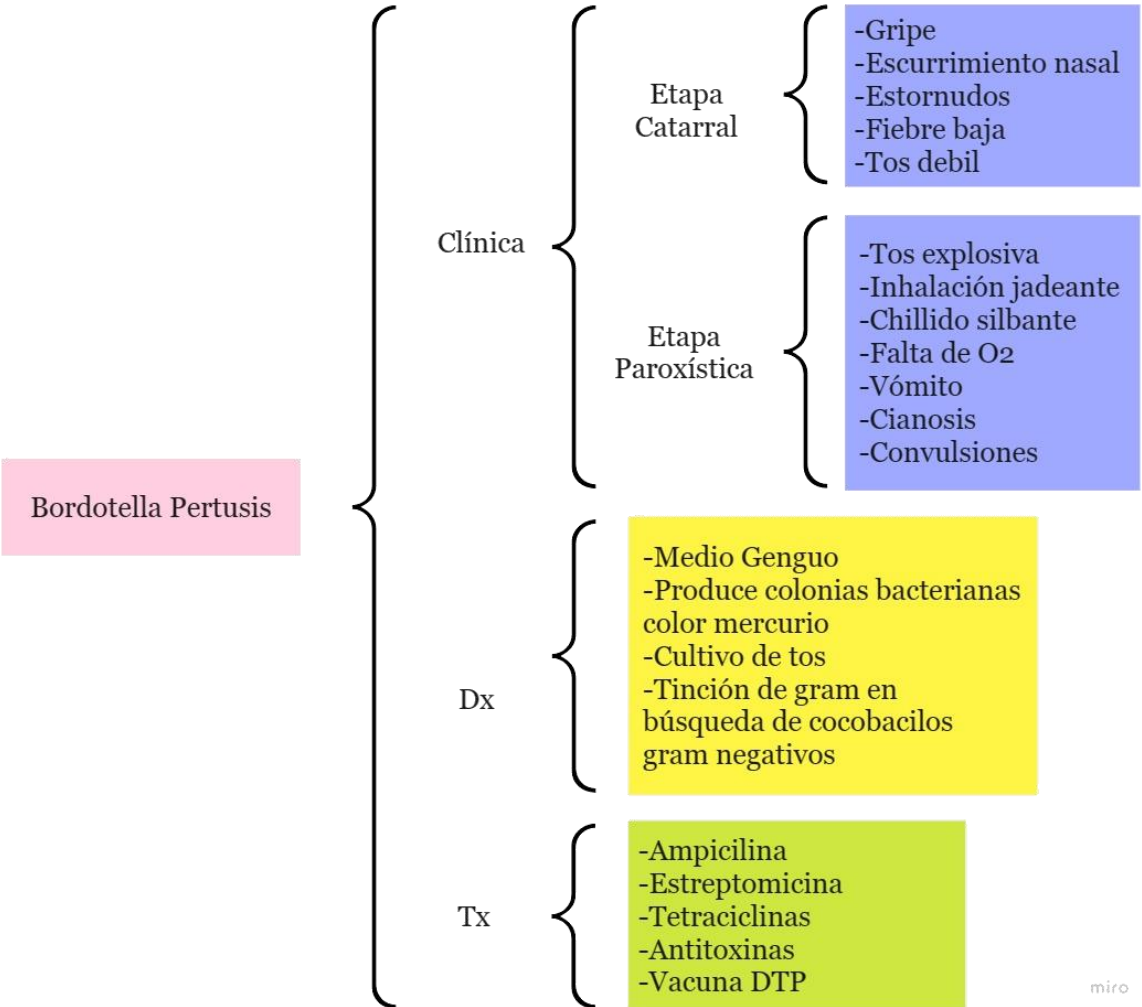 Bordotella Pertusis
Clínica
Etapa
Catarral
-Gripe
-Escurrimiento nasal
-Estornudos
-Fiebre baja
-Tos debil
Etapa
Paroxística
-Tos explosiva
-Inhalación jadeante
-Chillido silbante
-Falta de O2
-Vómito
-Cianosis
-Convulsiones
Dx
-Medio Genguo
-Produce colonias bacterianas
color mercurio
-Cultivo de tos
-Tinción de gram en
búsqueda de cocobacilos
gram negativos
Tx
-Ampicilina
-Estreptomicina
-Tetraciclinas
-Antitoxinas
-Vacuna DTP
miro